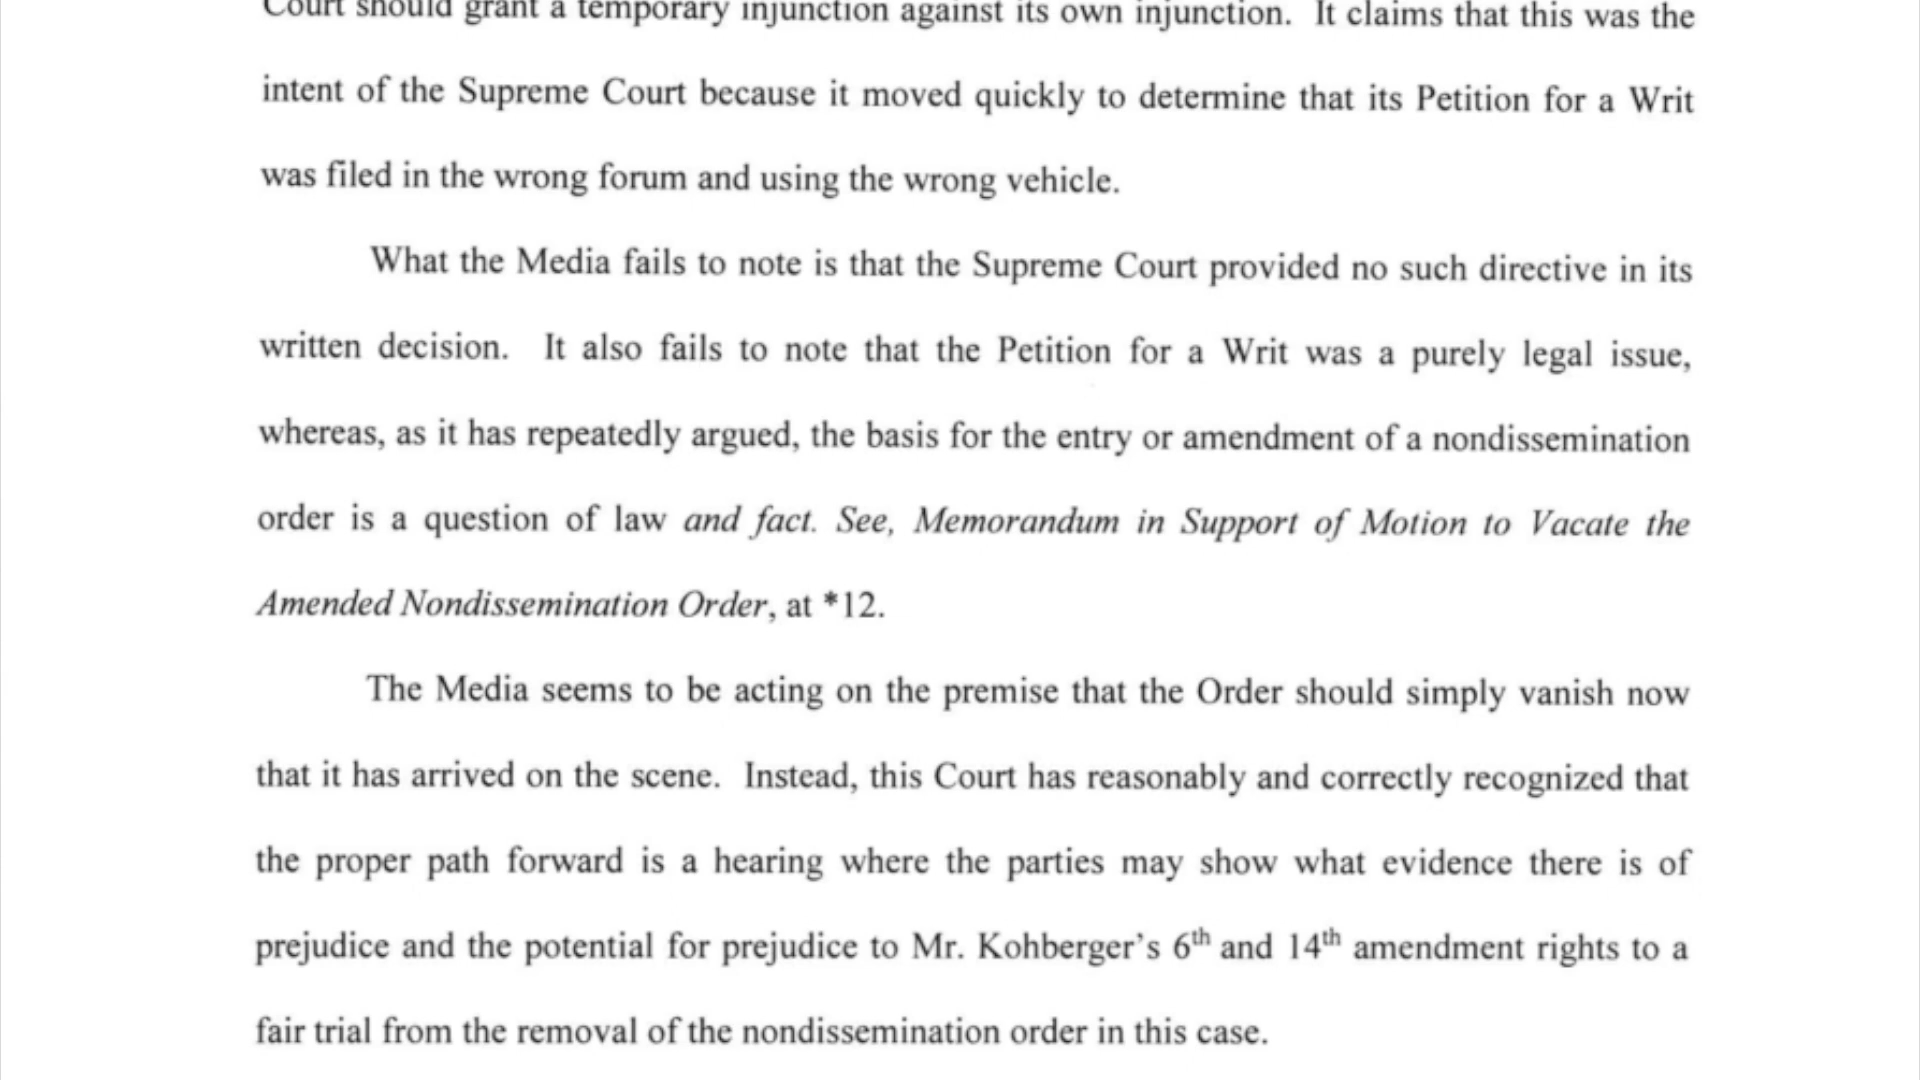 Court should grant a temporary injunction against its own injunction.  It claims that this was the
intent of the Supreme Court because it moved quickly to determine that its Petition for a Writ
was filed in the wrong forum and using the wrong vehicle.
What the Media fails to note is that the Supreme Court provided no such directive in its
written decision.  It also fails to note that the Petition for a Writ was a purely legal issue,
whereas, as it has repeatedly argued, the basis for the entry or amendment of a nondissemination
order is a question of law and fact. See, Memorandum in Support of Motion to Vacate the
Amended Nondissemination Order, at *12.
The Media seems to be acting on the premise that the Order should simply vanish now
that it has arrived on the scene.  Instead, this Court has reasonably and correctly recognized that
the proper path forward is a hearing where the parties may show what evidence there is of
prejudice and the potential for prejudice to Mr. Kohberger's 6th and 14th amendment rights to a
fair trial from the removal of the nondissemination order in this case.